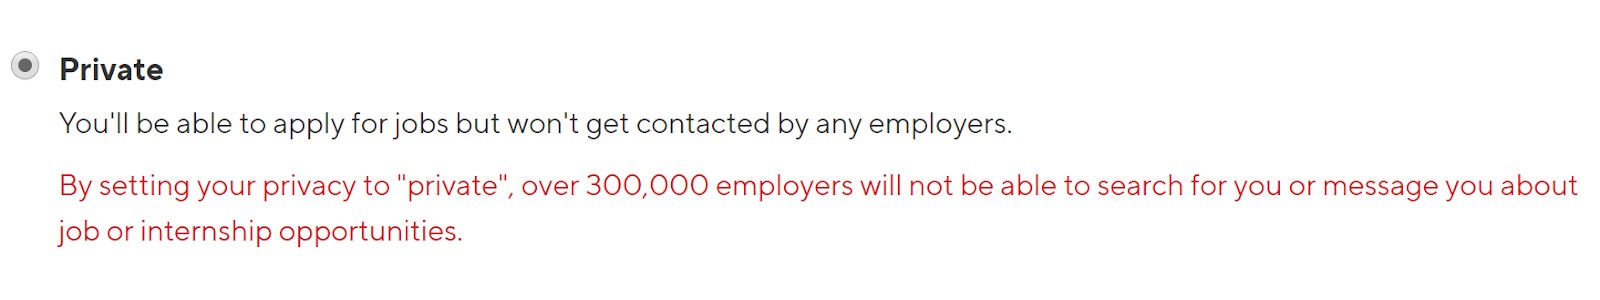 Private
You'll be able to apply for jobs but won't get contacted by any employers.
By setting your privacy to "private", over 300,000 employers will not be able to search for you or message you about
job or internship opportunities.